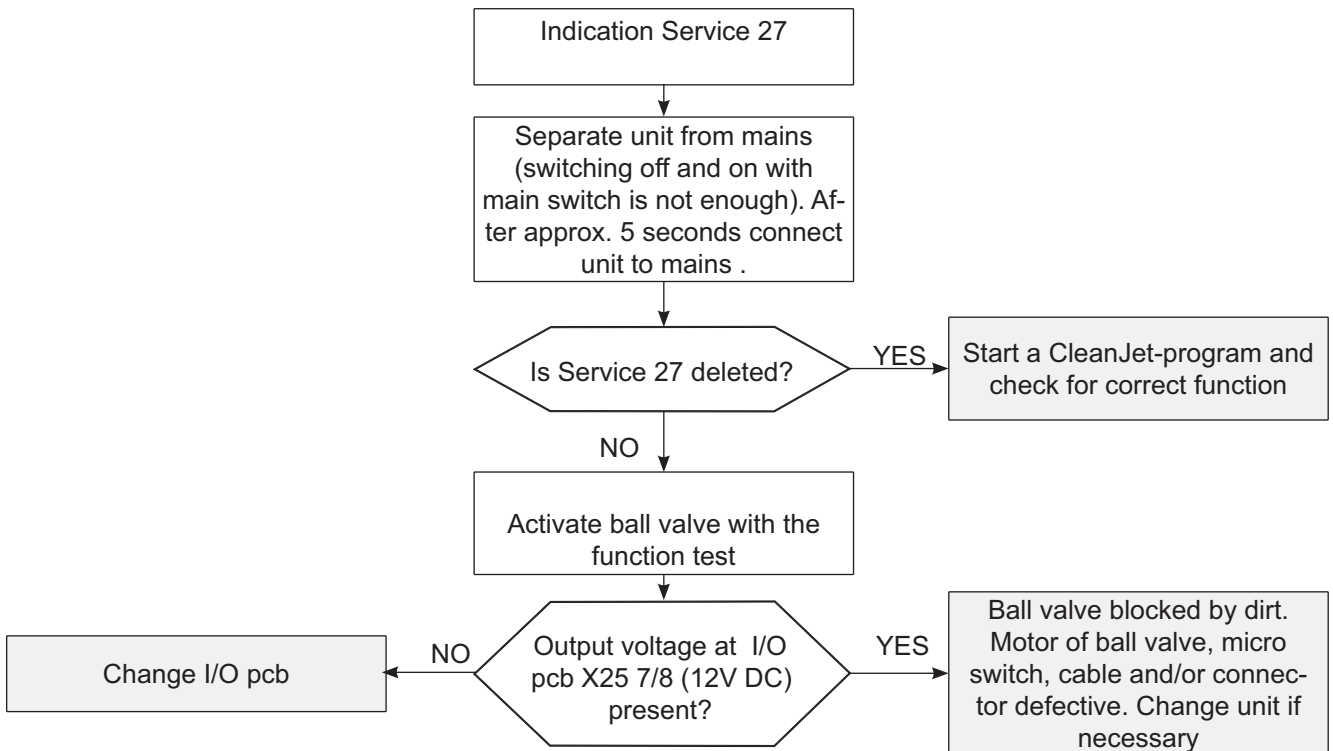 Indication Service 27
Separate unit from mains
(switching off and on with
main switch is not enough). Af-
ter approx. 5 seconds connect
unit to mains .
Is Service 27 deleted?
YES
Start a CleanJet-program and
check for correct function
NO
Activate ball valve with the
function test
Output voltage at I/O
pcb X25 7/8 (12V DC)
present?
NO
Change I/O pcb
YES
Ball valve blocked by dirt.
Motor of ball valve, micro
switch, cable and/or connec-
tor defective. Change unit if
necessary